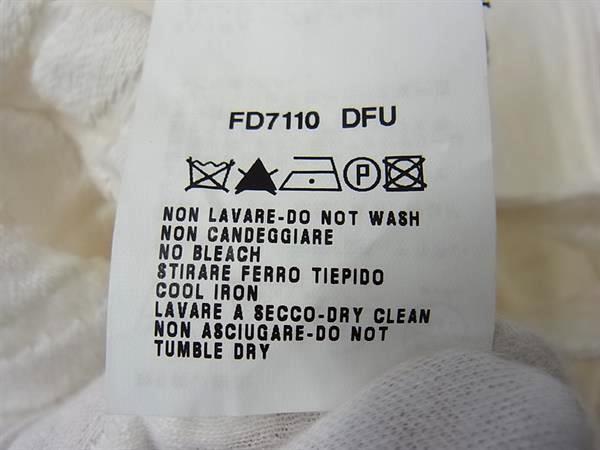 FD7110 DFU
P
NON LAVARE-DO NOT WASH
NON CANDEGGIARE
NO BLEACH
STIRARE FERRO TIEPIDO
COOL IRON
LAVARE A SECCO-DRY CLEAN
NON ASCIUGARE-DO NOT
TUMBLE DRY